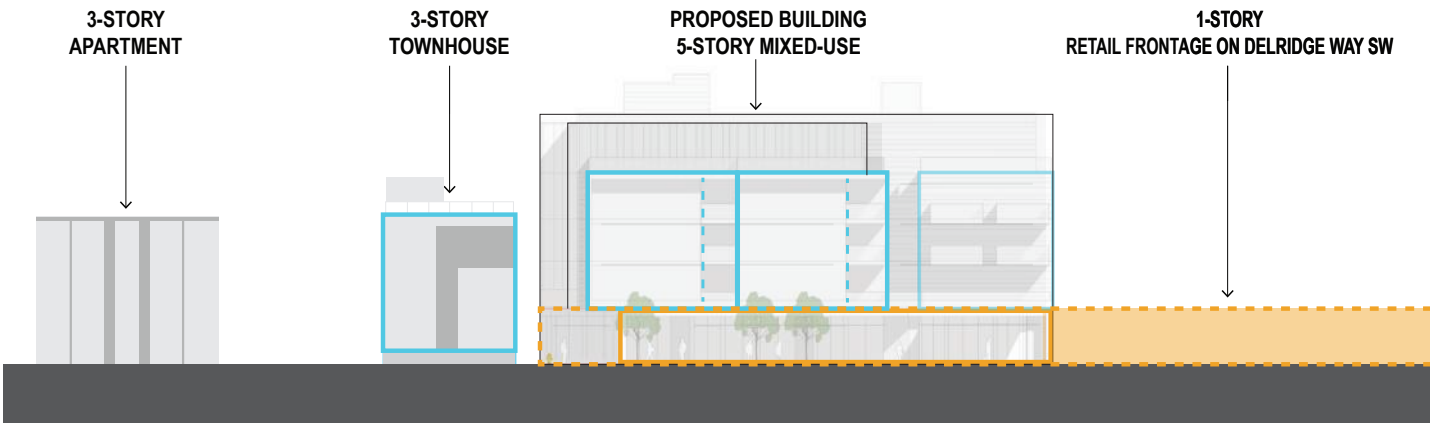 3-STORY
APARTMENT
3-STORY
TOWNHOUSE
PROPOSED BUILDING
5-STORY MIXED-USE
1-STORY
RETAIL FRONTAGE ON DELRIDGE WAY SW